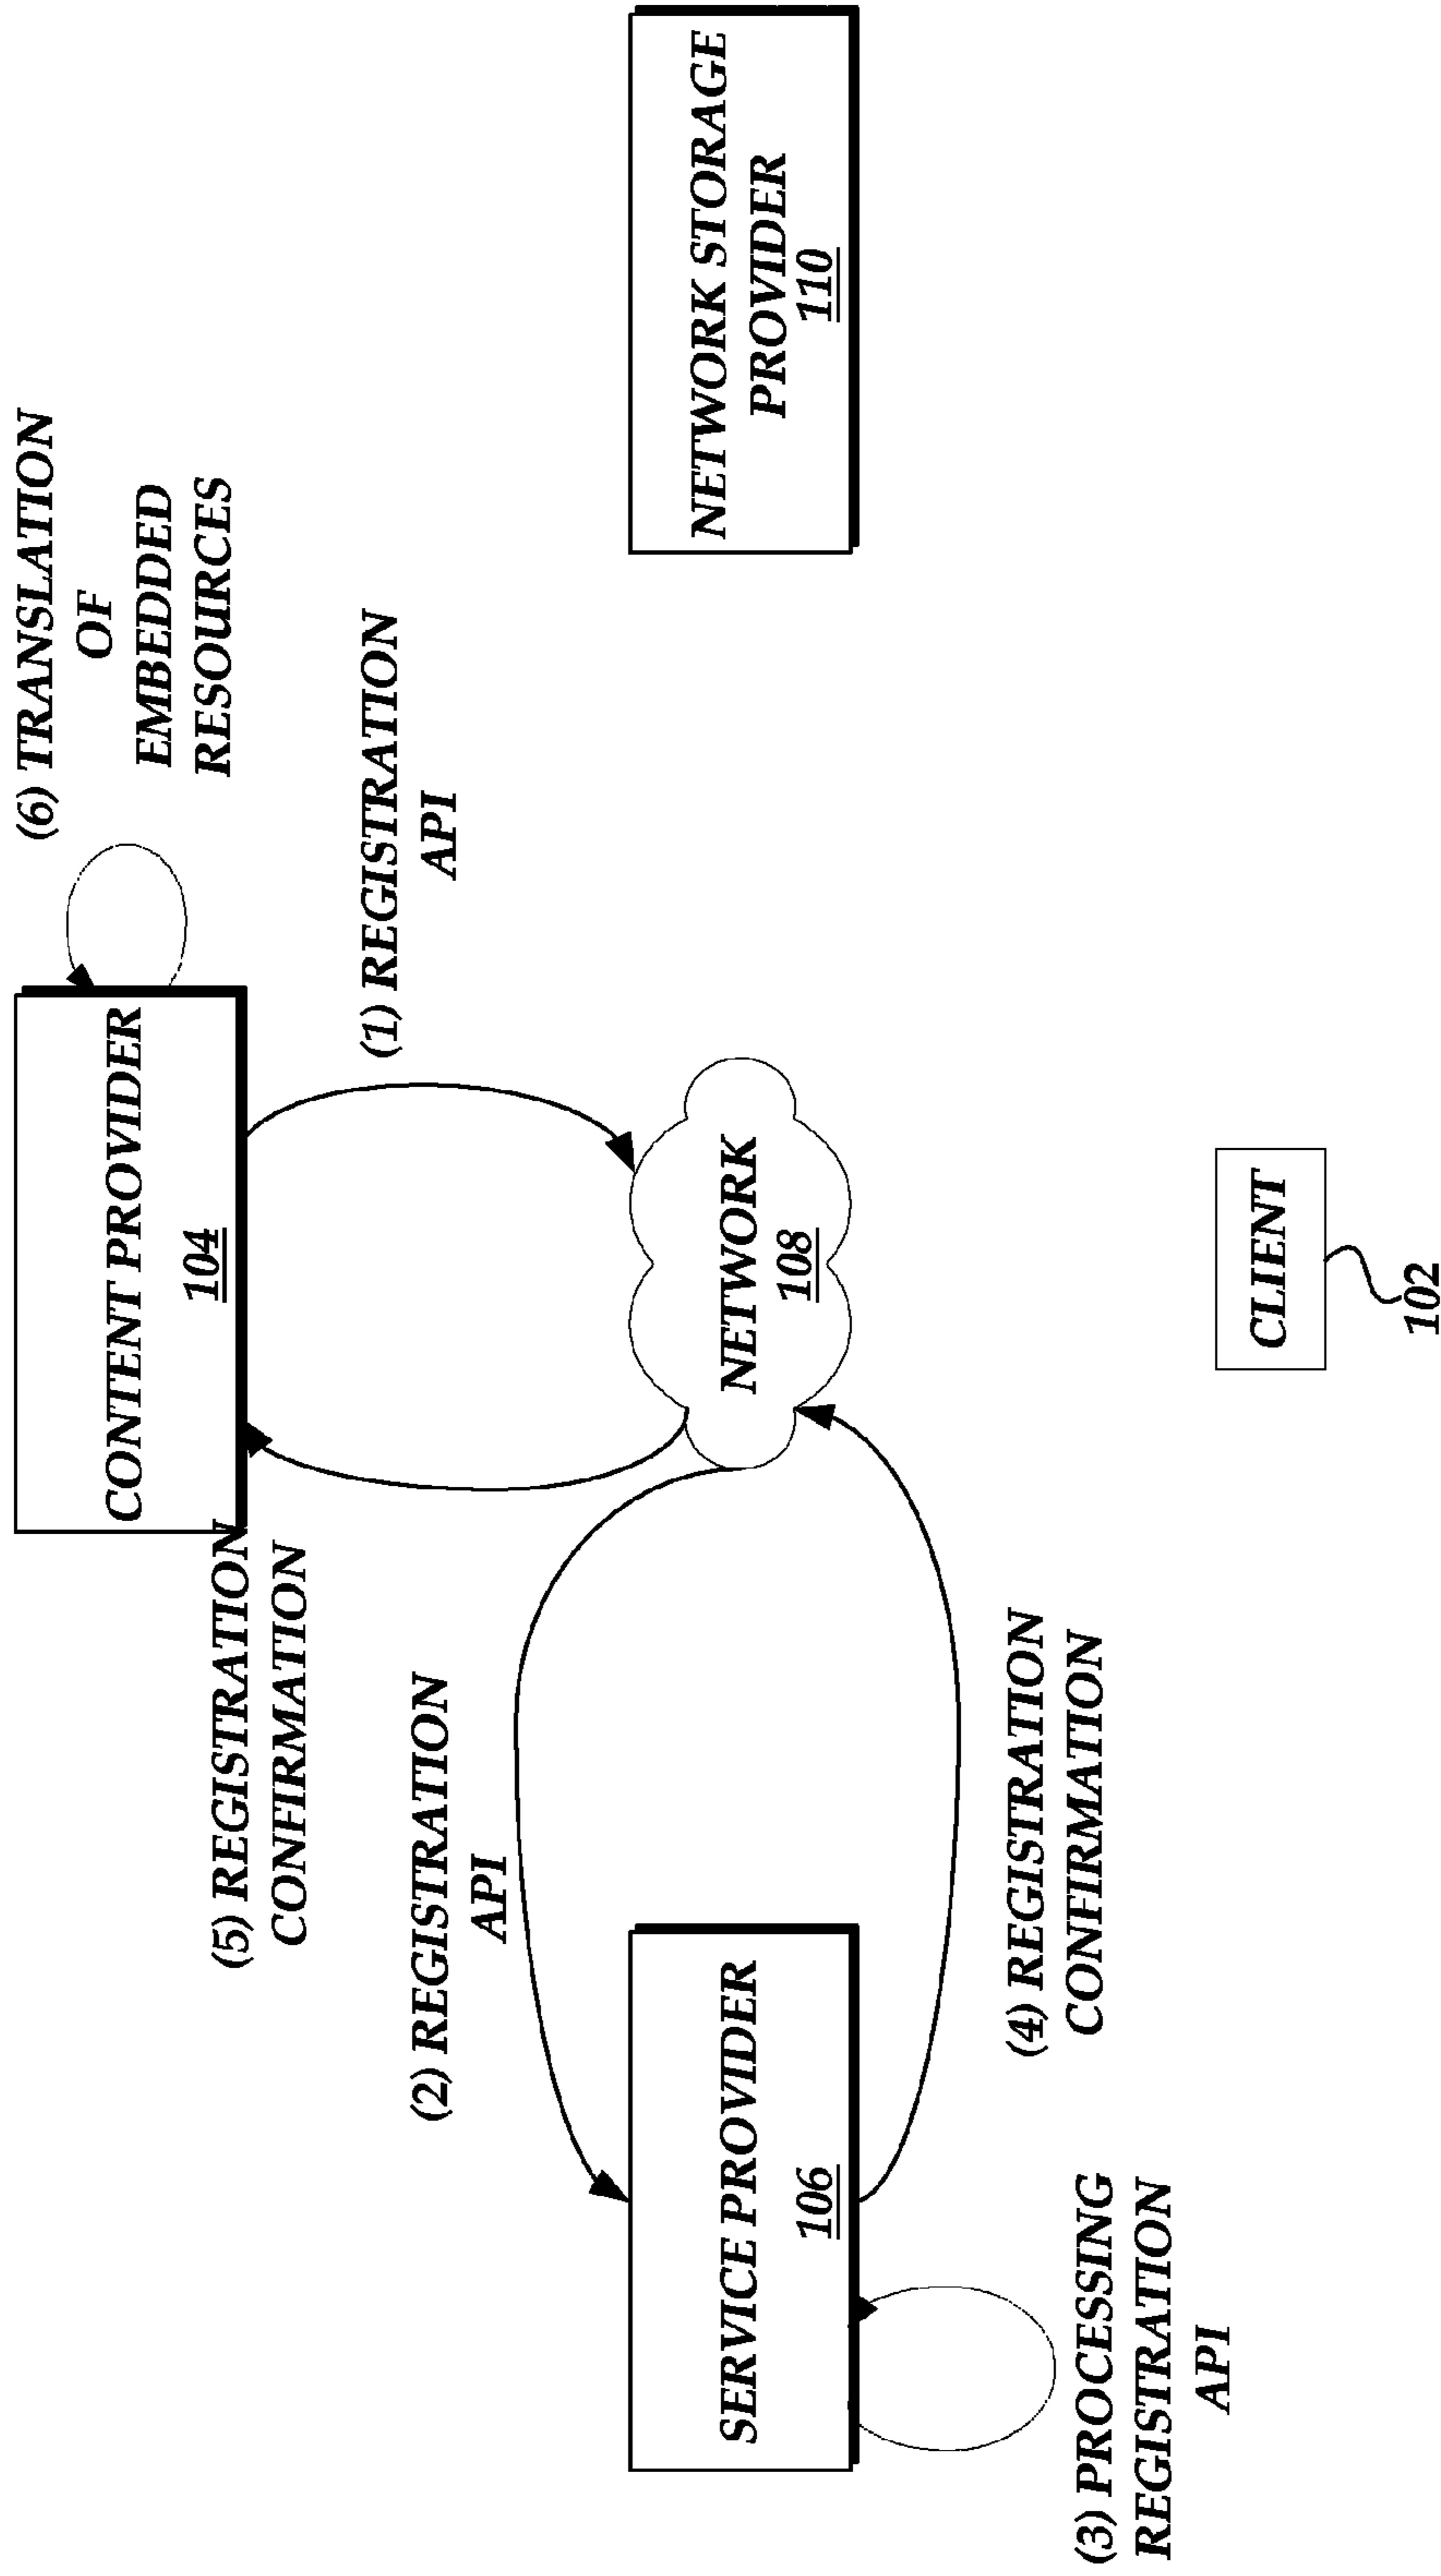 (6) TRANSLATION
OF
EMBEDDED
RESOURCES
CONTENT PROVIDER
104
(5) REGISTRATION
CONFIRMATION
(1) REGISTRATION
API
(2) REGISTRATION
API
SERVICE PROVIDER
106
NETWORK
108
NETWORK STORAGE
PROVIDER
110
(4) REGISTRATION
CONFIRMATION
(3) PROCESSING
REGISTRATION
API
CLIENT
102